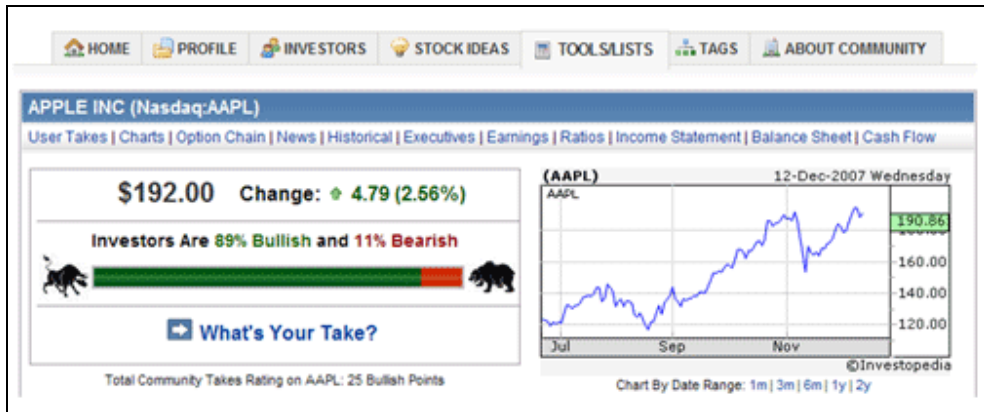 HOME PROFILE INVESTORS STOCK IDEAS TOOLS/LISTS TAGS ABOUT COMMUNITY
APPLE INC (Nasdaq:AAPL)
User Takes | Charts | Option Chain | News | Historical | Executives | Earnings | Ratios | Income Statement | Balance Sheet | Cash Flow
$192.00 Change: 4.79 (2.56%)
Investors Are 89% Bullish and 11% Bearish
What's Your Take?
Total Community Takes Rating on AAPL: 25 Bullish Points
(AAPL) 12-Dec-2007 Wednesday
AAPL
190.86
160.00
140.00
120.00
Jul Sep Nov
©Investopedia
Chart By Date Range: 1m | 3m | 6m | 1y | 2y